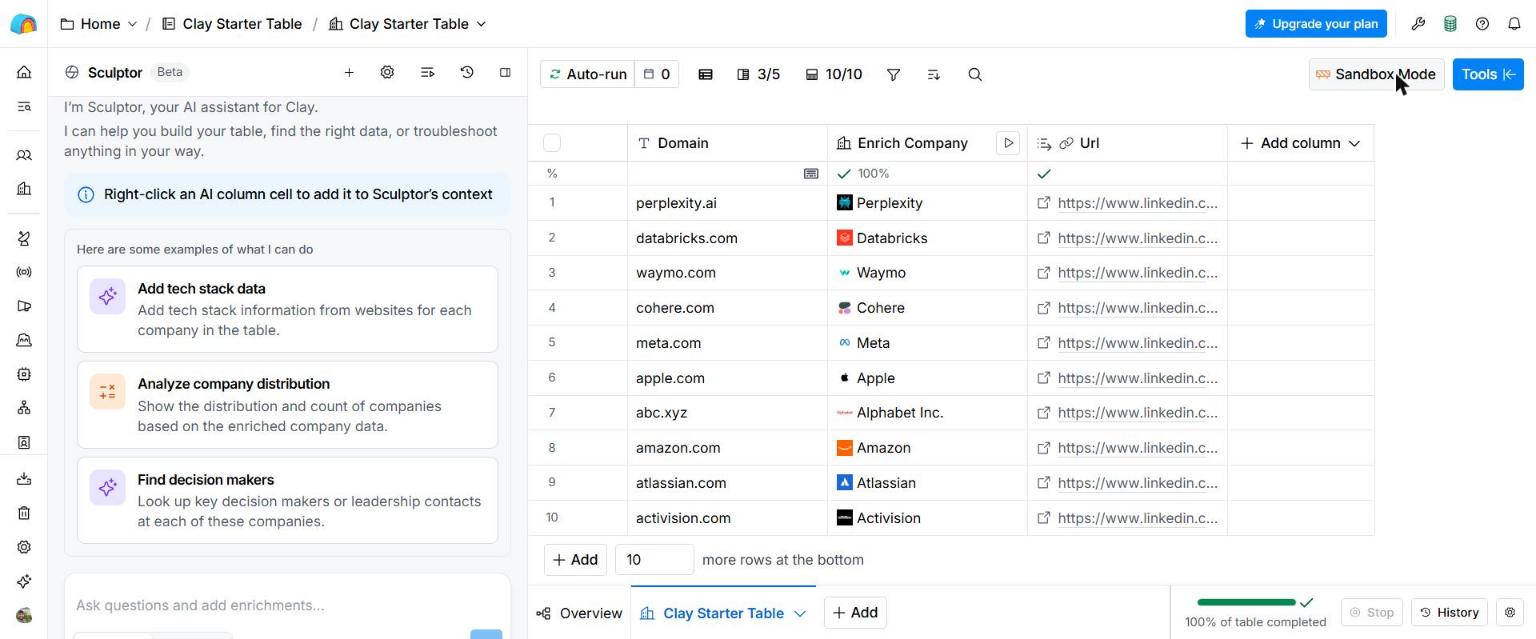 Home / Clay Starter Table / Clay Starter Table
Upgrade your plan
Sculptor Beta
Auto-run 0 3/5 10/10
Sandbox Mode
Tools
I'm Sculptor, your AI assistant for Clay.
I can help you build your table, find the right data, or troubleshoot
anything in your way.
Right-click an AI column cell to add it to Sculptor's context
Here are some examples of what I can do
Add tech stack data
Add tech stack information from websites for each
company in the table.
Analyze company distribution
Show the distribution and count of companies
based on the enriched company data.
Find decision makers
Look up key decision makers or leadership contacts
at each of these companies.
Ask questions and add enrichments...
Domain Enrich Company Url + Add column
% 100%
1 perplexity.ai Perplexity https://www.linkedin.c...
2 databricks.com Databricks https://www.linkedin.c...
3 waymo.com Waymo https://www.linkedin.c...
4 cohere.com Cohere https://www.linkedin.c...
5 meta.com Meta https://www.linkedin.c...
6 apple.com Apple https://www.linkedin.c...
7 abc.xyz Alphabet Inc. https://www.linkedin.c...
8 amazon.com Amazon https://www.linkedin.c...
9 atlassian.com Atlassian https://www.linkedin.c...
10 activision.com Activision https://www.linkedin.c...
+ Add 10 more rows at the bottom
Overview Clay Starter Table + Add
100% of table completed
Stop
History